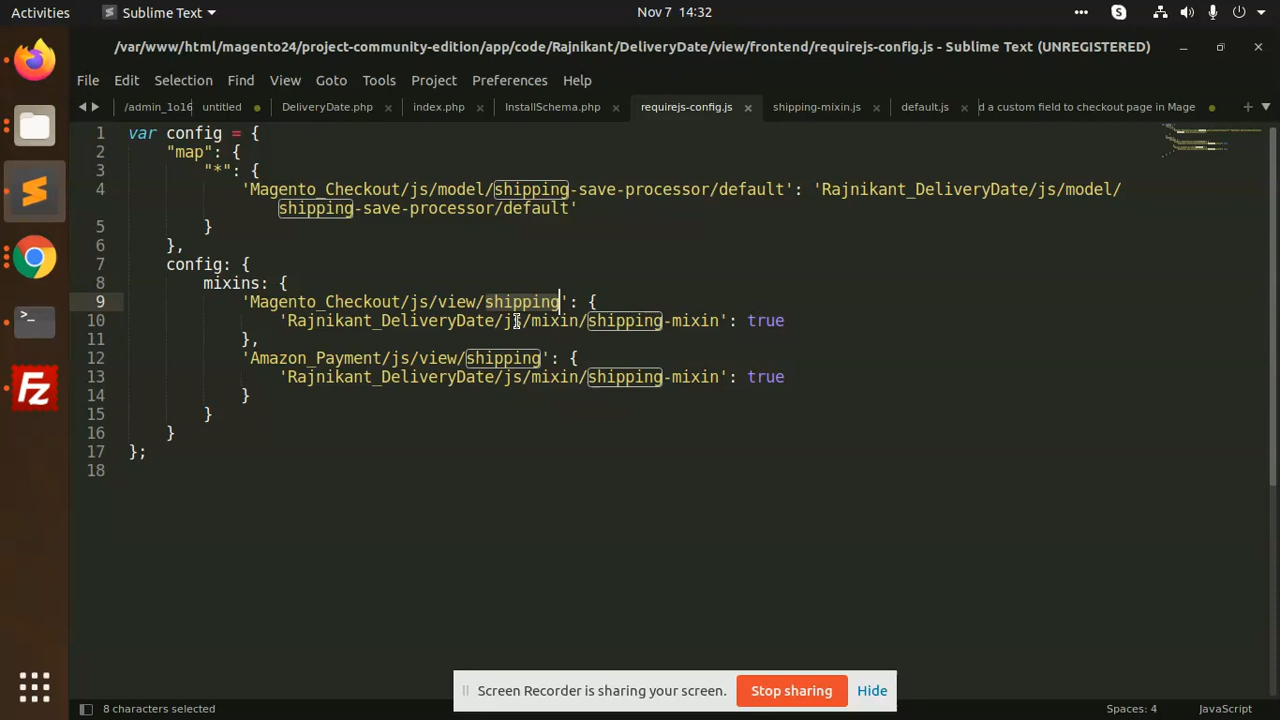 Activities
Sublime Text
Nov 7 14:32
/var/www/html/magento24/project-community-edition/app/code/Rajnikant/DeliveryDate/view/frontend/requirejs-config.js - Sublime Text (UNREGISTERED)
File Edit Selection Find View Goto Tools Project Preferences Help
/admin_1o16 untitled DeliveryDate.php index.php InstallSchema.php requirejs-config.js shipping-mixin.js default.js d a custom field to checkout page in Mage
1 var config = {
2 "map": {
3 "*": {
4 'Magento_Checkout/js/model/shipping-save-processor/default': 'Rajnikant_DeliveryDate/js/model/
shipping-save-processor/default'
5 }
6 },
7 config: {
8 mixins: {
9 'Magento_Checkout/js/view/shipping': {
10 'Rajnikant_DeliveryDate/js/mixin/shipping-mixin': true
11 },
12 'Amazon_Payment/js/view/shipping': {
13 'Rajnikant_DeliveryDate/js/mixin/shipping-mixin': true
14 }
15 }
16 }
17 };
18
Screen Recorder is sharing your screen. Stop sharing Hide
8 characters selected
Spaces: 4
JavaScript